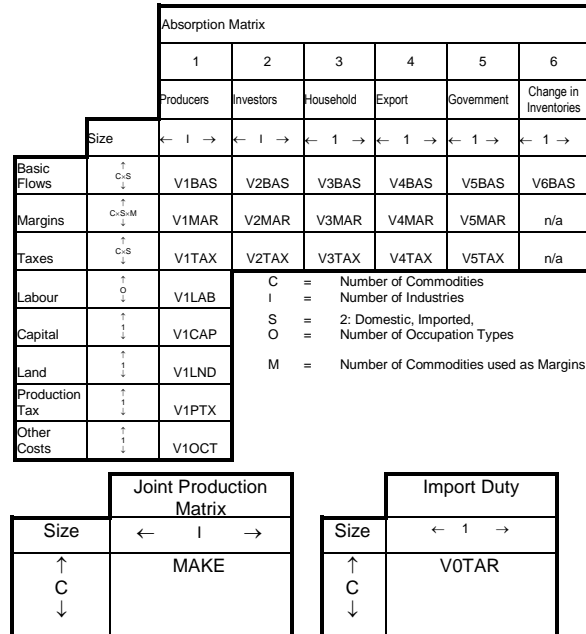 Absorption Matrix
1 2 3 4 5 6
Producers Investors Household Export Government Change in
Inventories
Size ← I → ← I → ← 1 → ← 1 → ← 1 → ← 1 →
Basic
Flows ↑
C×S
↓ V1BAS V2BAS V3BAS V4BAS V5BAS V6BAS
Margins ↑
C×S×M
↓ V1MAR V2MAR V3MAR V4MAR V5MAR n/a
Taxes ↑
C×S
↓ V1TAX V2TAX V3TAX V4TAX V5TAX n/a
Labour ↑
O
↓ V1LAB
Capital ↑
1
↓ V1CAP
Land ↑
1
↓ V1LND
Production
Tax ↑
1
↓ V1PTX
Other
Costs ↑
1
↓ V1OCT
C = Number of Commodities
I = Number of Industries
S = 2: Domestic, Imported,
O = Number of Occupation Types
M = Number of Commodities used as Margins
Joint Production
Matrix
Size ← I →
↑
C
↓ MAKE
Import Duty
Size ← 1 →
↑
C
↓ V0TAR